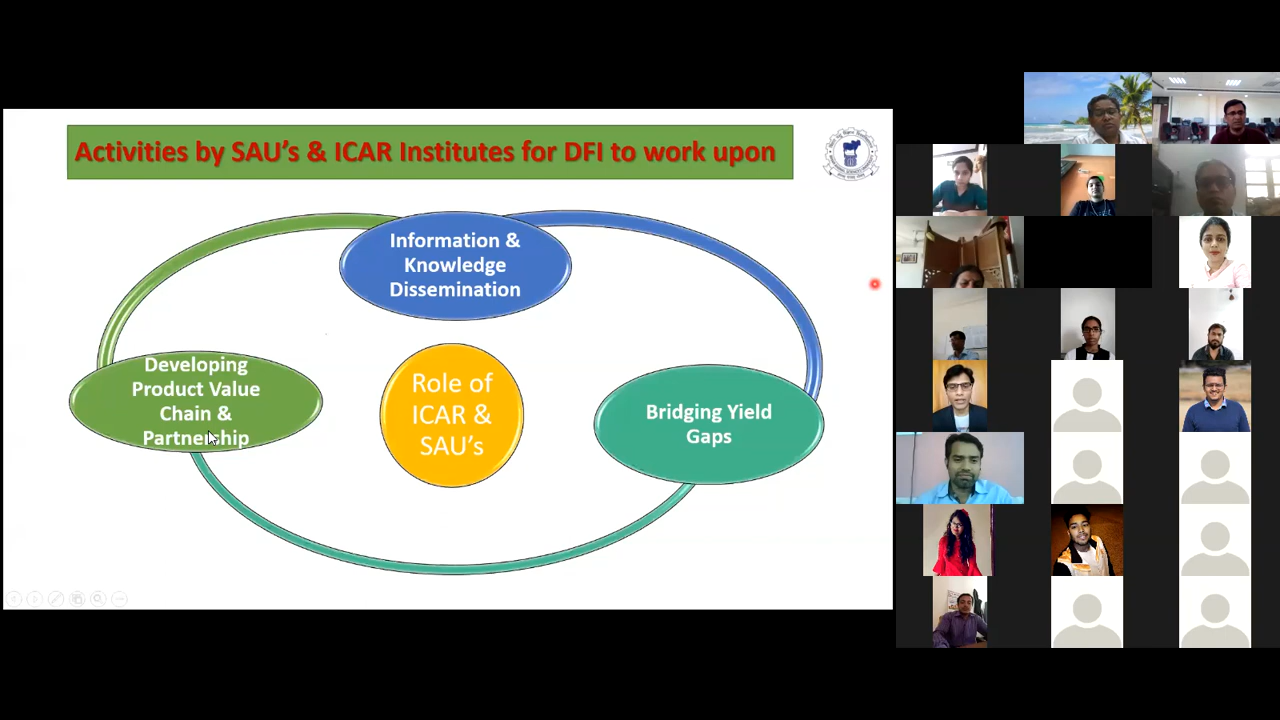 Activities by SAU's & ICAR Institutes for DFI to work upon
Information &
Knowledge
Dissemination
Developing
Product Value
Chain &
Partnership
Role of
ICAR &
SAU's
Bridging Yield
Gaps